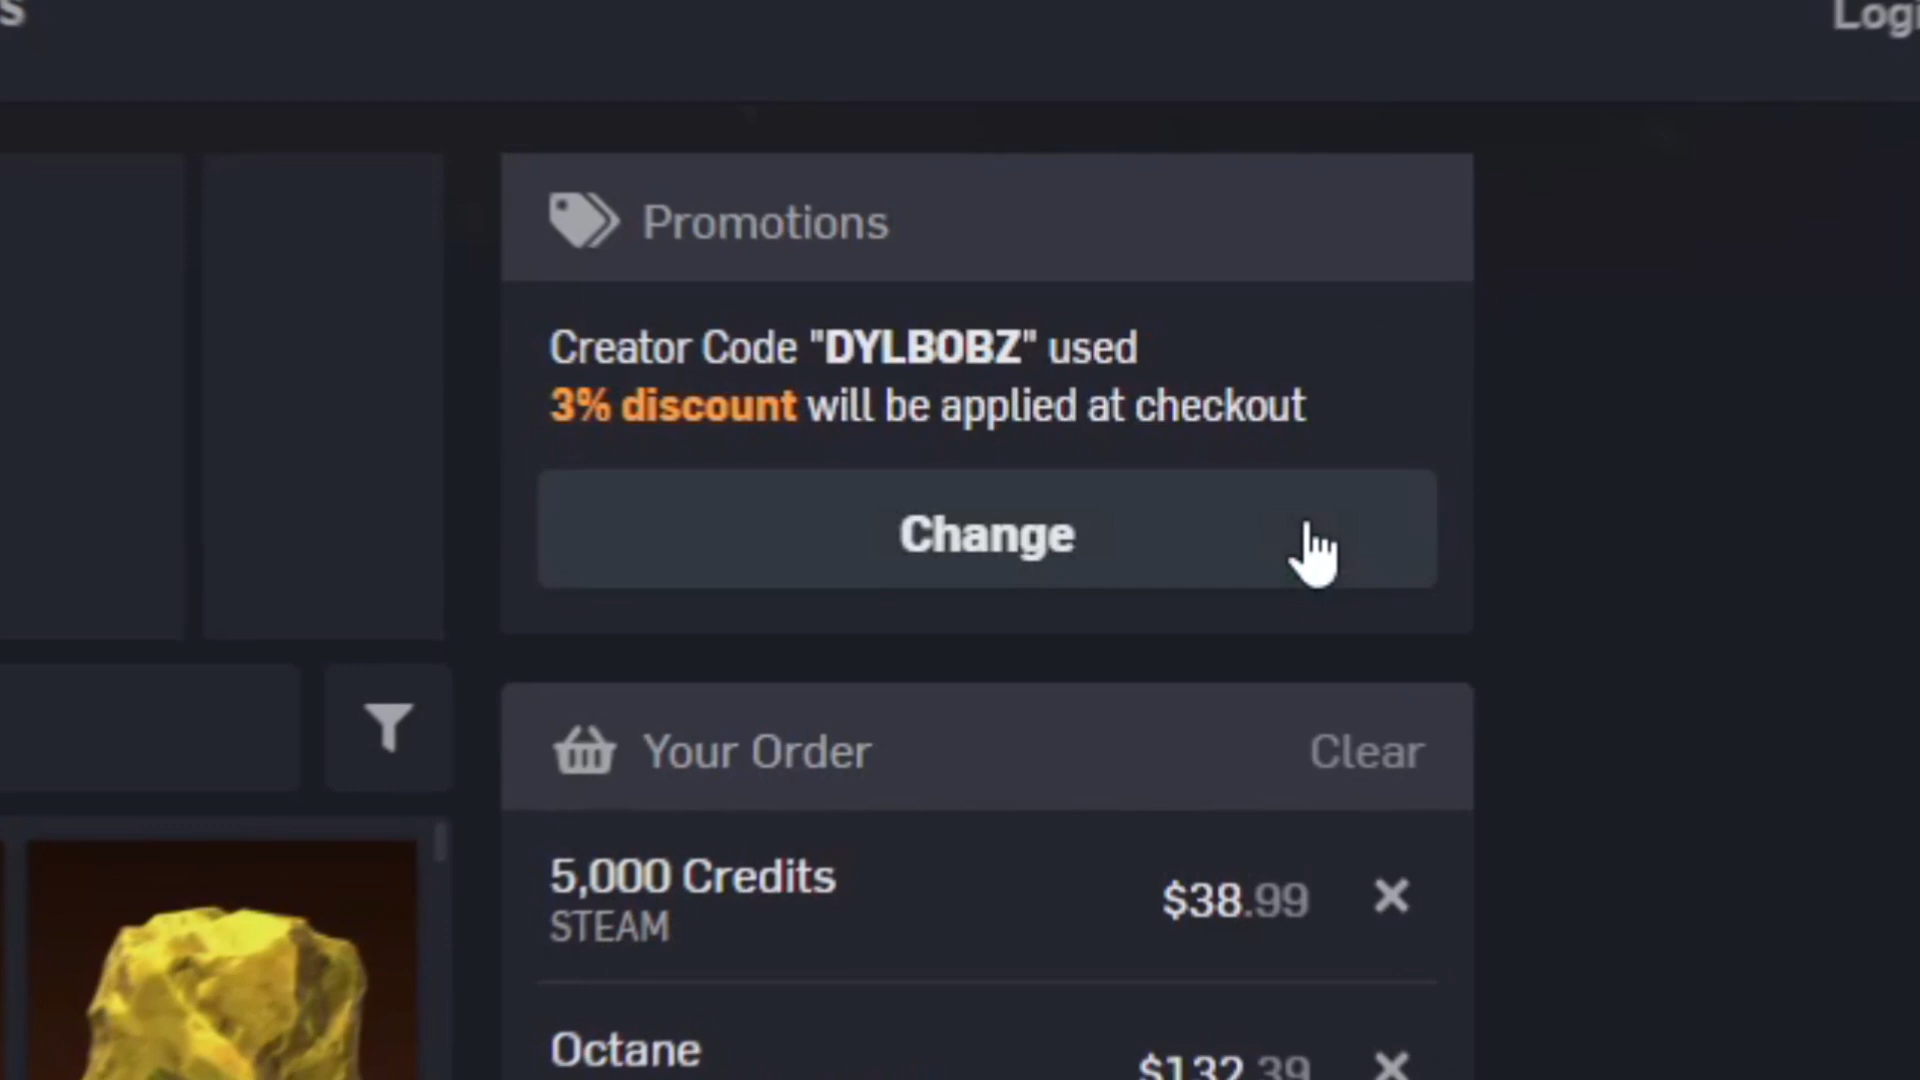 Promotions
Creator Code "DYLBOBZ" used
3% discount will be applied at checkout
Change
Your Order
Clear
5,000 Credits
$38.99
STEAM
Octane
$132.39